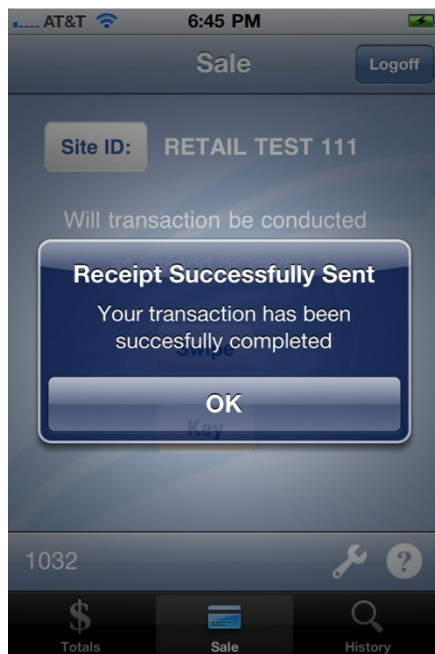 AT&T 6:45 PM
Sale Logoff
Site ID: RETAIL TEST 111
Will transaction be conducted
Receipt Successfully Sent
Your transaction has been
succesfully completed
Swipe
OK
Key
1032
?
$
Totals Sale History